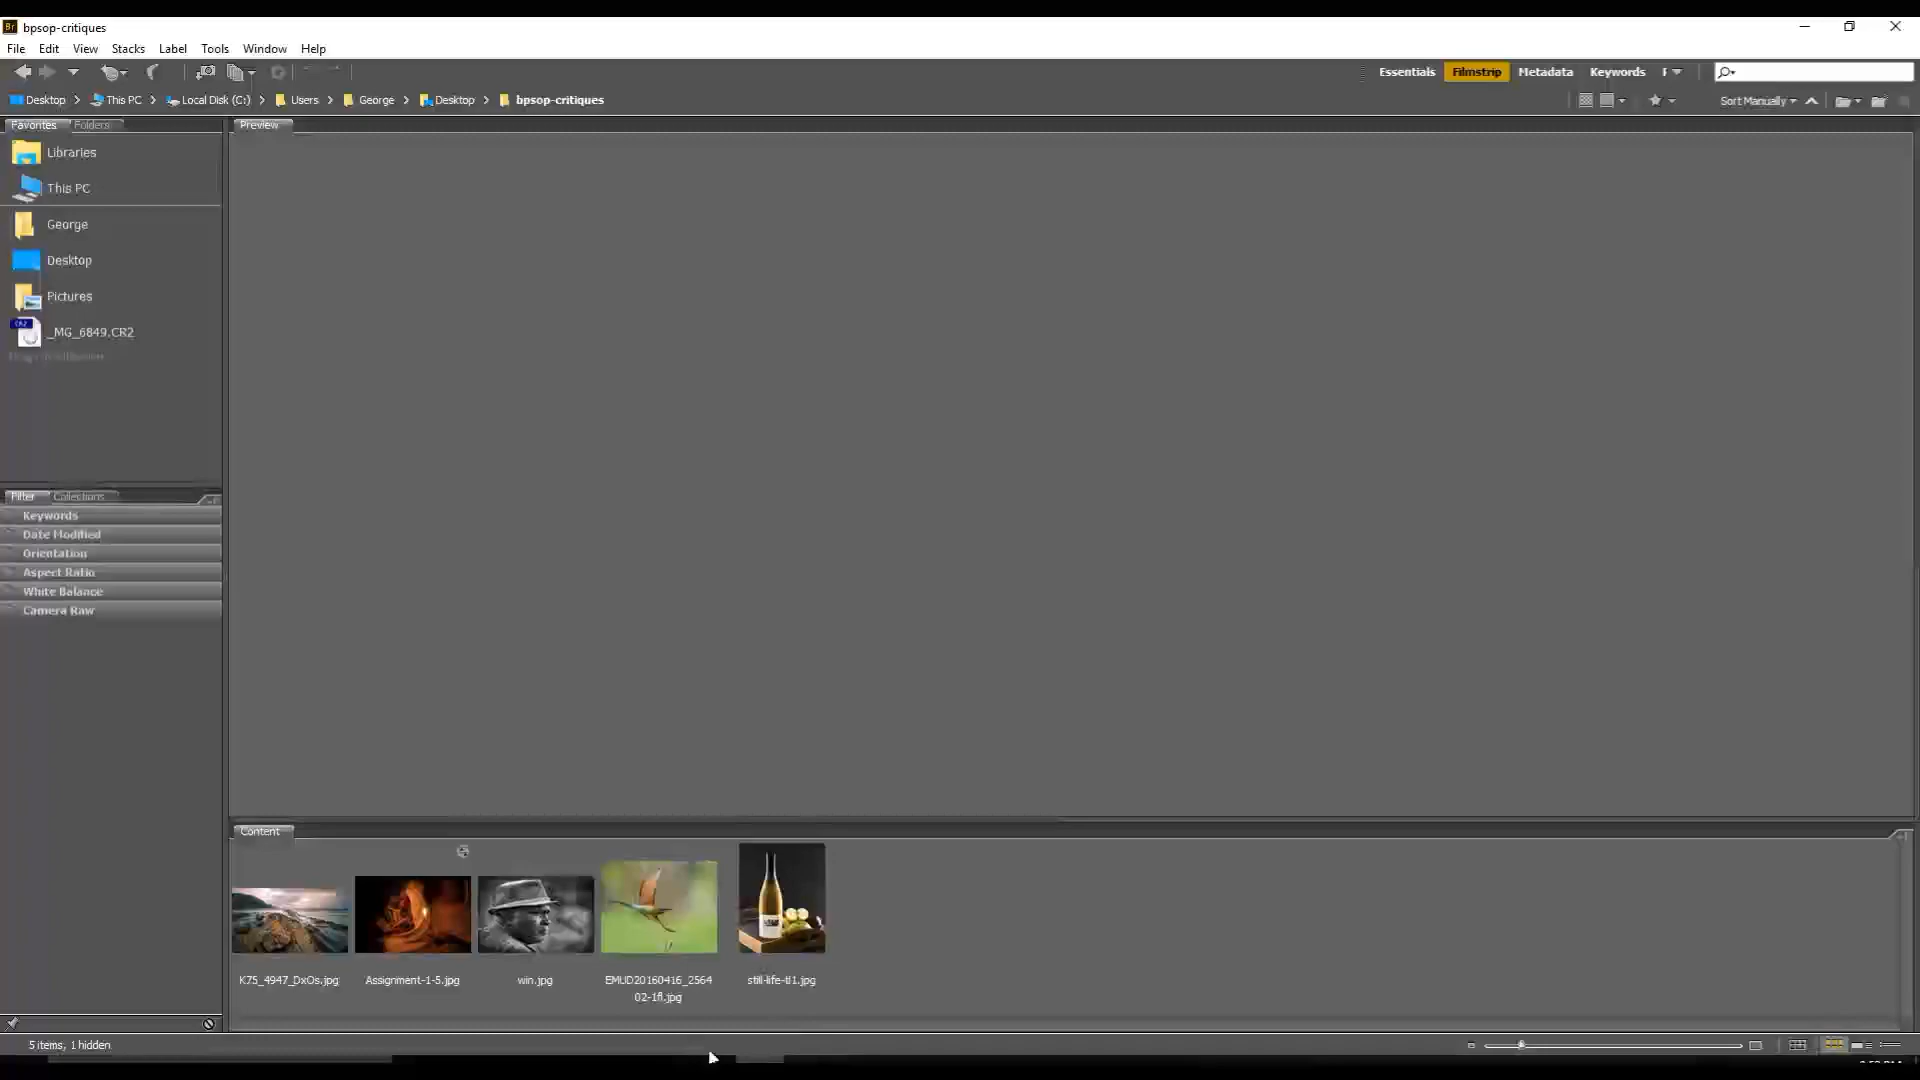 bpsop-critiques
File Edit View Stacks Label Tools Window Help
Essentials Filmstrip Metadata Keywords
Desktop This PC Local Disk (C:) Users George Desktop bpsop-critiques
Sort Manually
Favorites Folders
Preview
Libraries
This PC
George
Desktop
Pictures
_MG_6849.CR2
Filter Collections
Keywords
Date Modified
Orientation
Aspect Ratio
White Balance
Camera Raw
Content
K75_4947_DxOs.jpg
Assignment-1-5.jpg
win.jpg
EMUD20160416_2564
02-1fl.jpg
still-life-tl1.jpg
5 items, 1 hidden